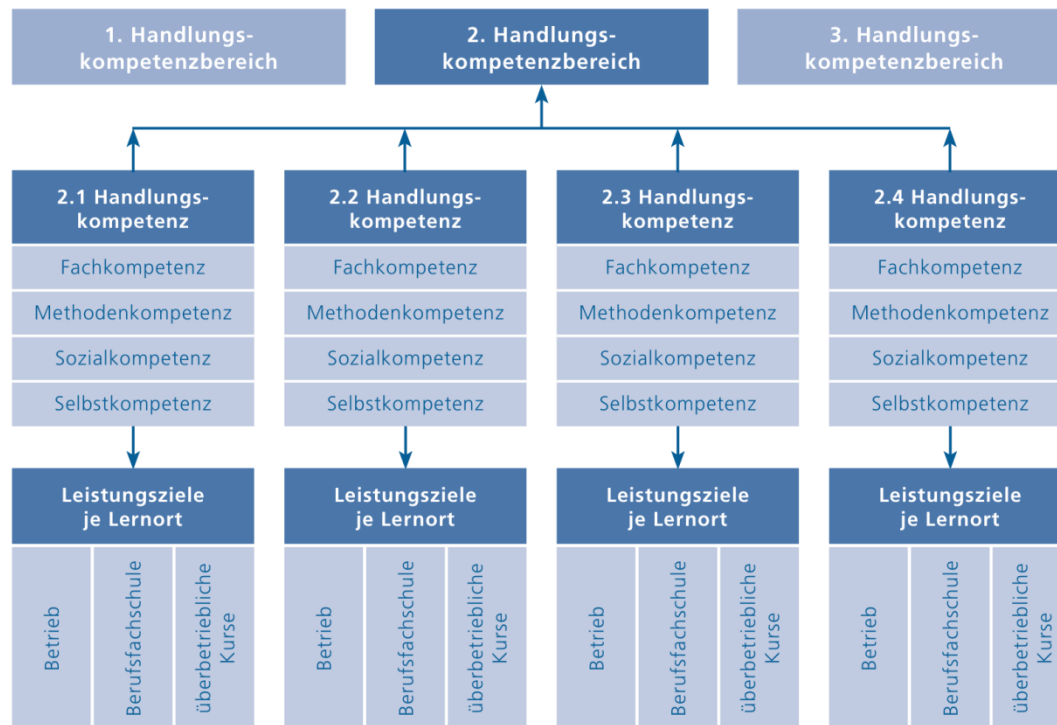 1. Handlungs-
kompetenzbereich
2. Handlungs-
kompetenzbereich
3. Handlungs-
kompetenzbereich
2.1 Handlungs-
kompetenz
Fachkompetenz
Methodenkompetenz
Sozialkompetenz
Selbstkompetenz
Leistungsziele
je Lernort
Betrieb
Berufsfachschule
überbetriebliche
Kurse
2.2 Handlungs-
kompetenz
Fachkompetenz
Methodenkompetenz
Sozialkompetenz
Selbstkompetenz
Leistungsziele
je Lernort
Betrieb
Berufsfachschule
überbetriebliche
Kurse
2.3 Handlungs-
kompetenz
Fachkompetenz
Methodenkompetenz
Sozialkompetenz
Selbstkompetenz
Leistungsziele
je Lernort
Betrieb
Berufsfachschule
überbetriebliche
Kurse
2.4 Handlungs-
kompetenz
Fachkompetenz
Methodenkompetenz
Sozialkompetenz
Selbstkompetenz
Leistungsziele
je Lernort
Betrieb
Berufsfachschule
überbetriebliche
Kurse